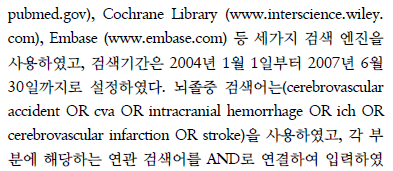 pubmed.gov), Cochrane Library (www.interscience.wiley.
com), Embase (www.embase.com) 등 세가지 검색 엔진을
사용하였고, 검색기간은 2004년 1월 1일부터 2007년 6월
30일까지로 설정하였다. 뇌졸중 검색어는(cerebrovascular
accident OR cva OR intracranial hemorrhage OR ich OR
cerebrovascular infarction OR stroke)을 사용하였고, 각 부
분에 해당하는 연관 검색어를 AND로 연결하여 입력하였